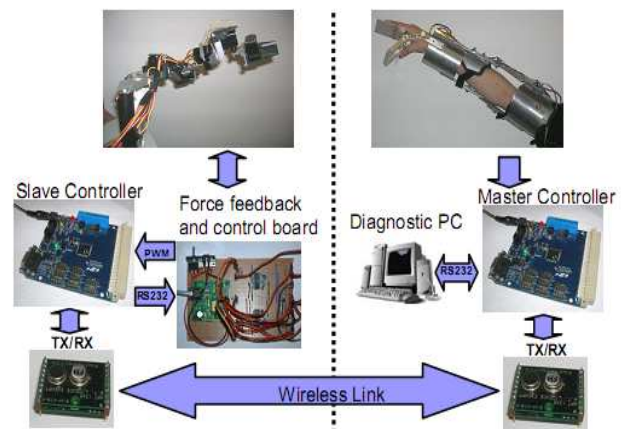 Slave Controller
Force feedback
and control board
PWM
RS232
TX/RX
Diagnostic PC
Master Controller
RS232
TX/RX
Wireless Link